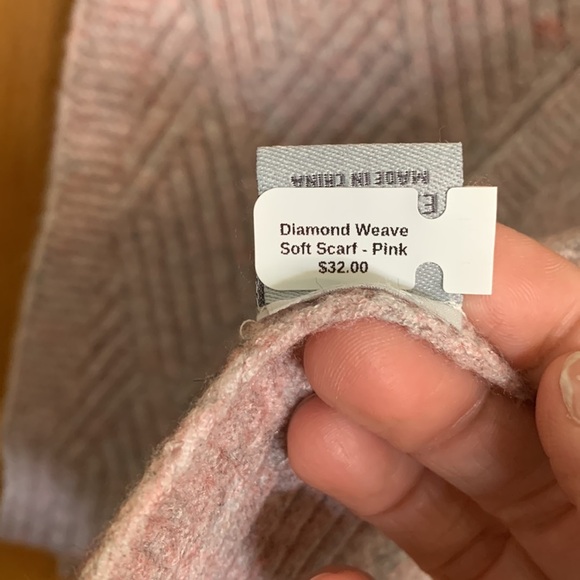 MADE IN CHINA
E
Diamond Weave
Soft Scarf - Pink
$32.00